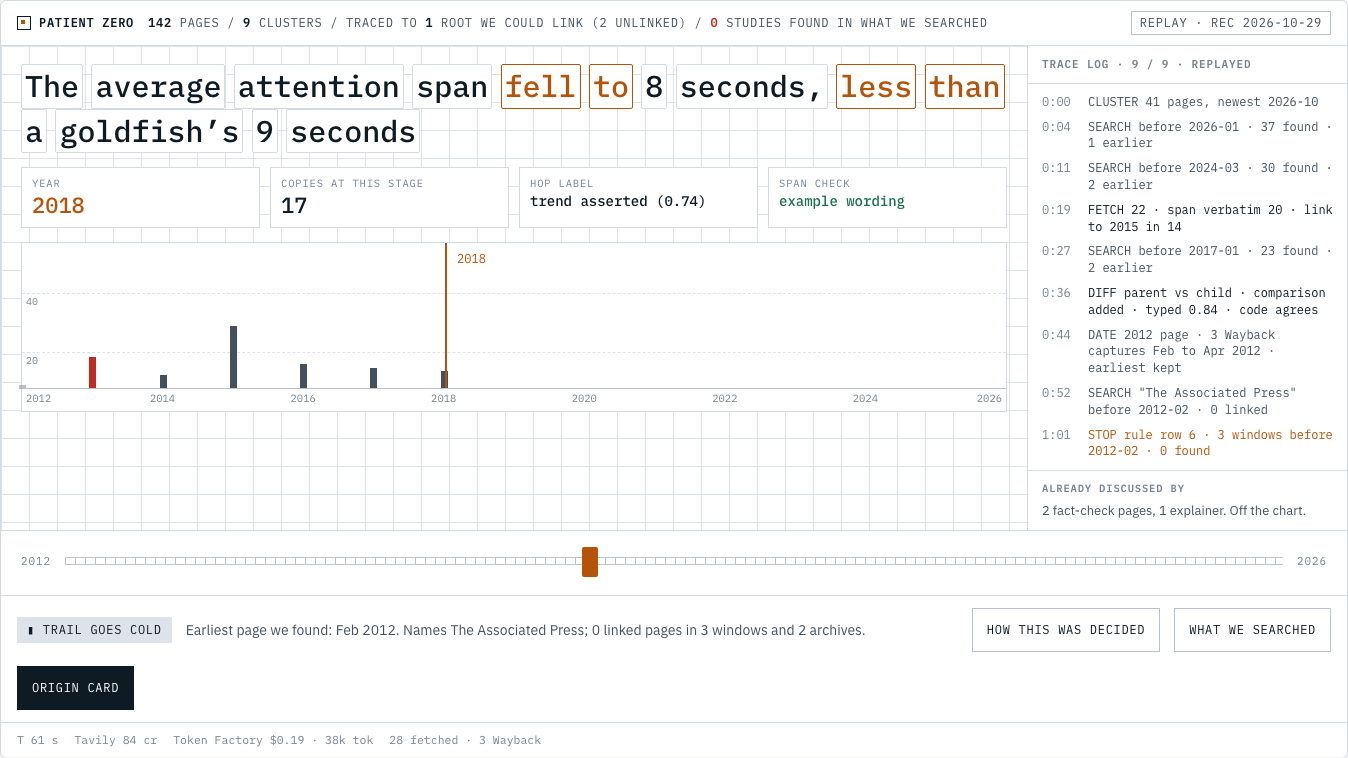 PATIENT ZERO 142 PAGES / 9 CLUSTERS / TRACED TO 1 ROOT WE COULD LINK (2 UNLINKED) / 0 STUDIES FOUND IN WHAT WE SEARCHED
REPLAY · REC 2026-10-29
The average attention span fell to 8 seconds, less than
a goldfish’s 9 seconds
YEAR
2018
COPIES AT THIS STAGE
17
HOP LABEL
trend asserted (0.74)
SPAN CHECK
example wording
2018
40
20
2012 2014 2016 2018 2020 2022 2024 2026
TRACE LOG · 9 / 9 · REPLAYED
0:00 CLUSTER 41 pages, newest 2026-10
0:04 SEARCH before 2026-01 · 37 found ·
1 earlier
0:11 SEARCH before 2024-03 · 30 found ·
2 earlier
0:19 FETCH 22 · span verbatim 20 · link
to 2015 in 14
0:27 SEARCH before 2017-01 · 23 found ·
2 earlier
0:36 DIFF parent vs child · comparison
added · typed 0.84 · code agrees
0:44 DATE 2012 page · 3 Wayback
captures Feb to Apr 2012 ·
earliest kept
0:52 SEARCH "The Associated Press"
before 2012-02 · 0 linked
1:01 STOP rule row 6 · 3 windows before
2012-02 · 0 found
ALREADY DISCUSSED BY
2 fact-check pages, 1 explainer. Off the chart.
2012 2026
TRAIL GOES COLD Earliest page we found: Feb 2012. Names The Associated Press; 0 linked pages in 3 windows and 2 archives.
HOW THIS WAS DECIDED
WHAT WE SEARCHED
ORIGIN CARD
T 61 s Tavily 84 cr Token Factory $0.19 · 38k tok 28 fetched · 3 Wayback